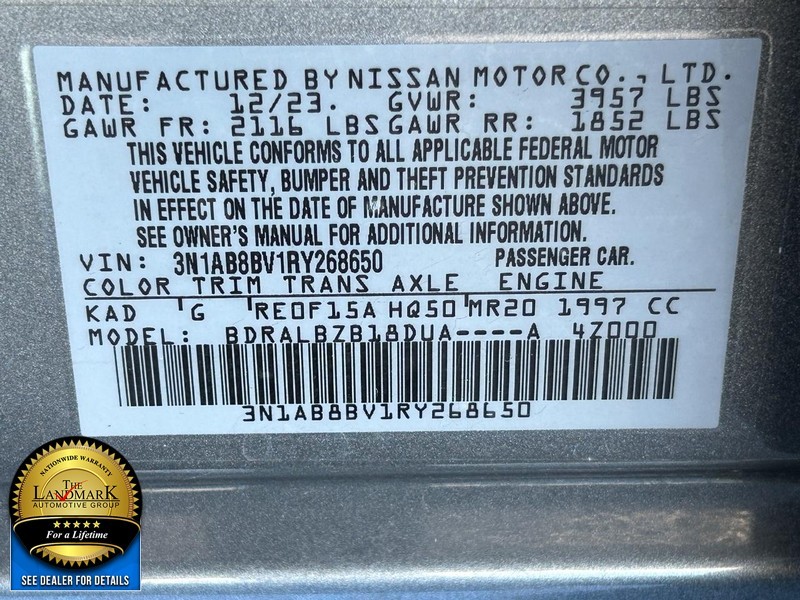 MANUFACTURED BY NISSAN MOTOR CO., LTD.
DATE: 12/23. GVWR: 3957 LBS
GAWR FR: 2116 LBS GAWR RR: 1852 LBS
THIS VEHICLE CONFORMS TO ALL APPLICABLE FEDERAL MOTOR
VEHICLE SAFETY, BUMPER AND THEFT PREVENTION STANDARDS
IN EFFECT ON THE DATE OF MANUFACTURE SHOWN ABOVE.
SEE OWNER'S MANUAL FOR ADDITIONAL INFORMATION.
VIN: 3N1AB8BV1RY268650 PASSENGER CAR.
COLOR TRIM TRANS AXLE ENGINE
KAD G RE0F15A HQ50 MR20 1997 CC
MODEL: BDRALBZB18DUA----A 4Z000
3N1AB8BV1RY268650
NATIONWIDE WARRANTY
THE
LANDMARK
AUTOMOTIVE GROUP
For a Lifetime
SEE DEALER FOR DETAILS